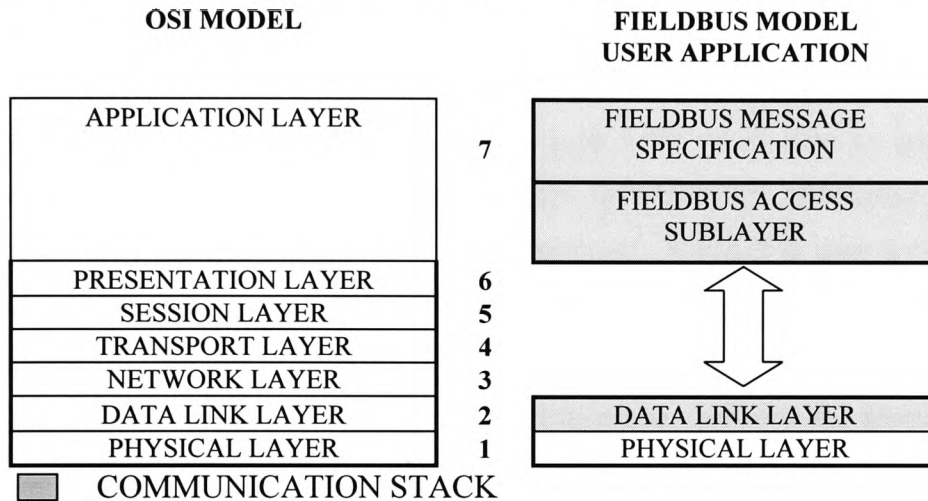 OSI MODEL
FIELDBUS MODEL
USER APPLICATION
APPLICATION LAYER
7
FIELDBUS MESSAGE
SPECIFICATION
FIELDBUS ACCESS
SUBLAYER
PRESENTATION LAYER
6
SESSION LAYER
5
TRANSPORT LAYER
4
NETWORK LAYER
3
DATA LINK LAYER
2
DATA LINK LAYER
PHYSICAL LAYER
1
PHYSICAL LAYER
COMMUNICATION STACK